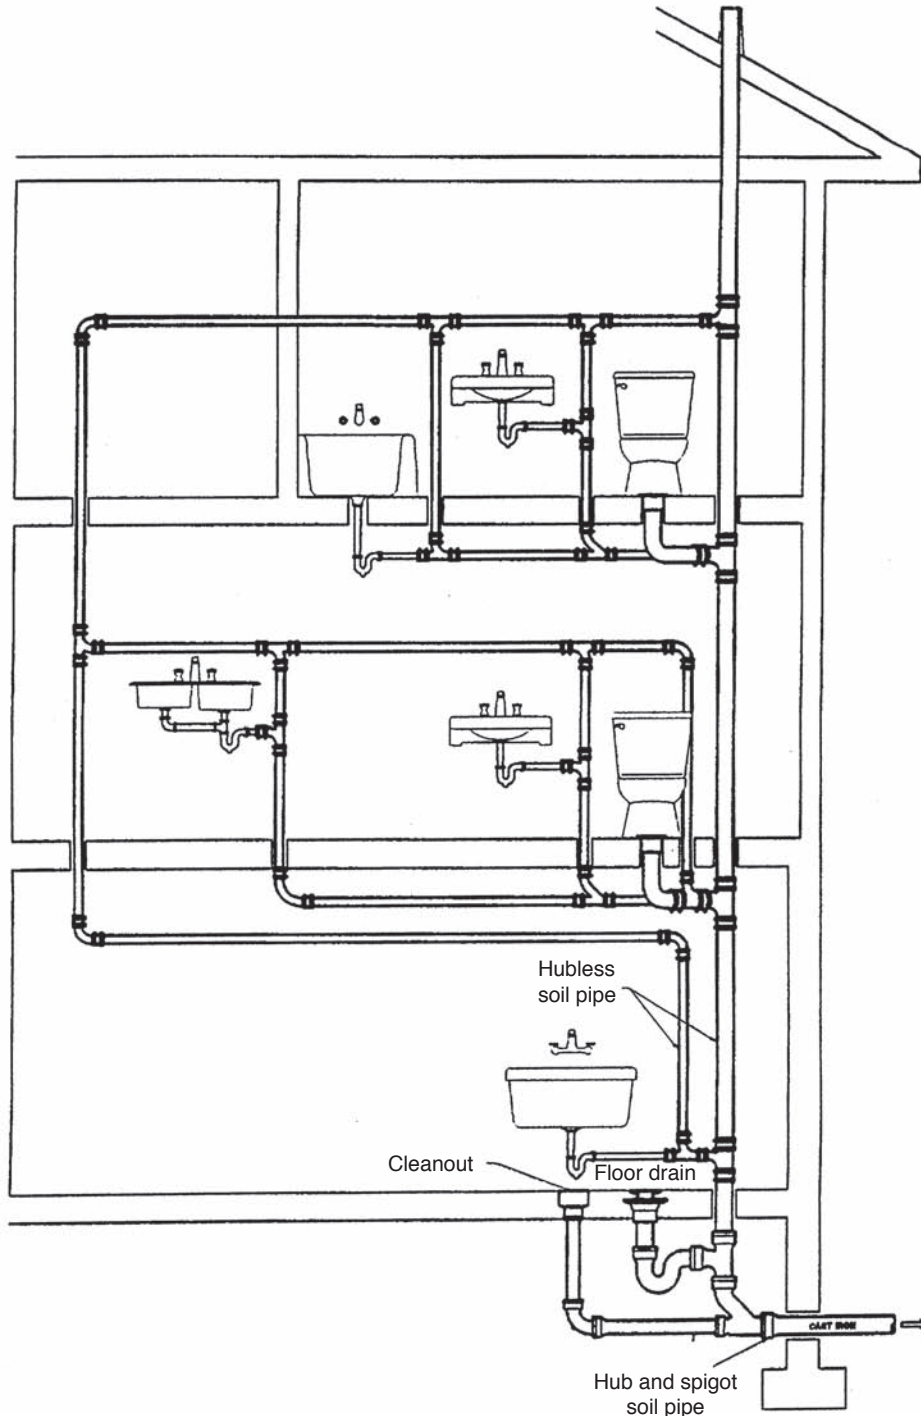 Hubless
soil pipe
Cleanout
Floor drain
CAST IRON
Hub and spigot
soil pipe